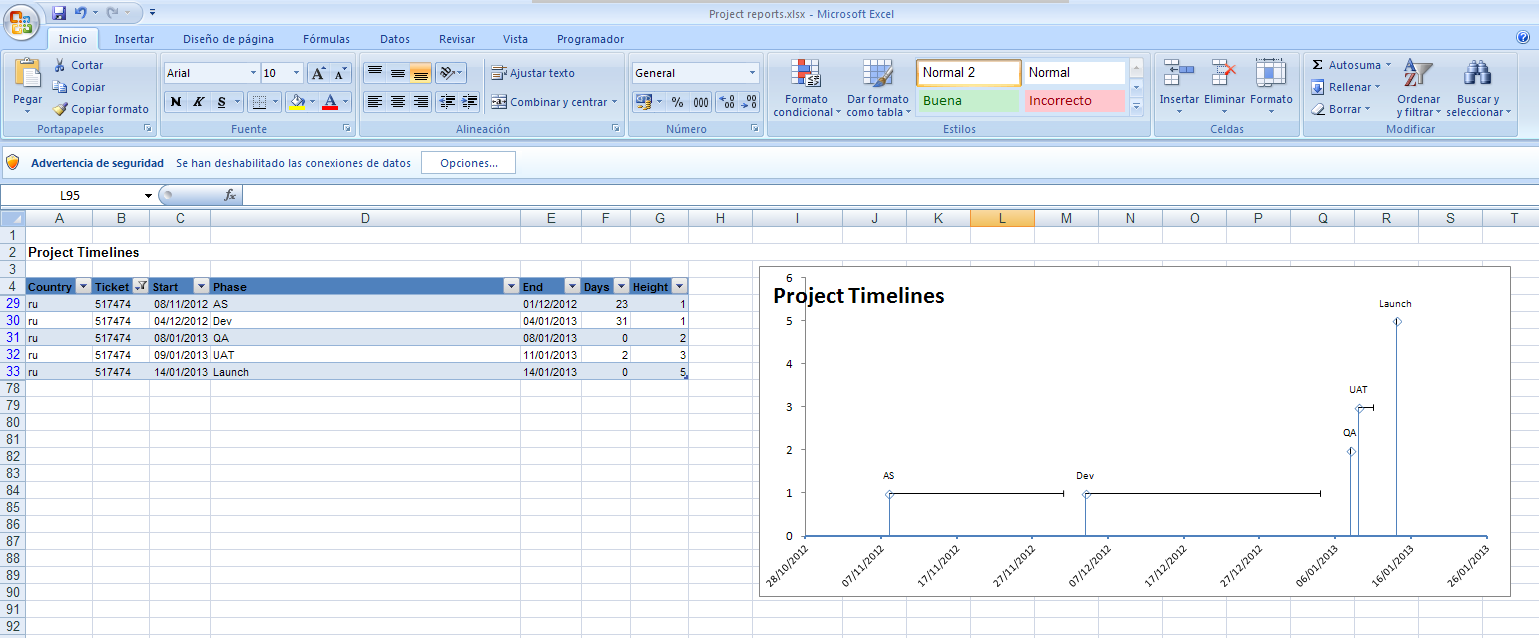 Project reports.xlsx - Microsoft Excel
Inicio Insertar Diseño de página Fórmulas Datos Revisar Vista Programador
Pegar
Cortar
Copiar
Copiar formato
Portapapeles
Arial 10
N K S
Fuente
Ajustar texto
Combinar y centrar
Alineación
General
% 000
Número
Formato condicional
Dar formato como tabla
Normal 2 Normal
Buena Incorrecto
Estilos
Insertar Eliminar Formato
Celdas
Σ Autosuma
Rellenar
Borrar
Ordenar y filtrar
Buscar y seleccionar
Modificar
Advertencia de seguridad Se han deshabilitado las conexiones de datos Opciones...
L95 fx
A B C D E F G H I J K L M N O P Q R S T
1
2 Project Timelines
3
4 Country Ticket Start Phase End Days Height
29 ru 517474 08/11/2012 AS 01/12/2012 23 1
30 ru 517474 04/12/2012 Dev 04/01/2013 31 1
31 ru 517474 08/01/2013 QA 08/01/2013 0 2
32 ru 517474 09/01/2013 UAT 11/01/2013 2 3
33 ru 517474 14/01/2013 Launch 14/01/2013 0 5
78
79
80
81
82
83
84
85
86
87
88
89
90
91
92
Project Timelines
6
5
4
3
2
1
0
AS
Dev
QA
UAT
Launch
28/10/2012 07/11/2012 17/11/2012 27/11/2012 07/12/2012 17/12/2012 27/12/2012 06/01/2013 16/01/2013 26/01/2013